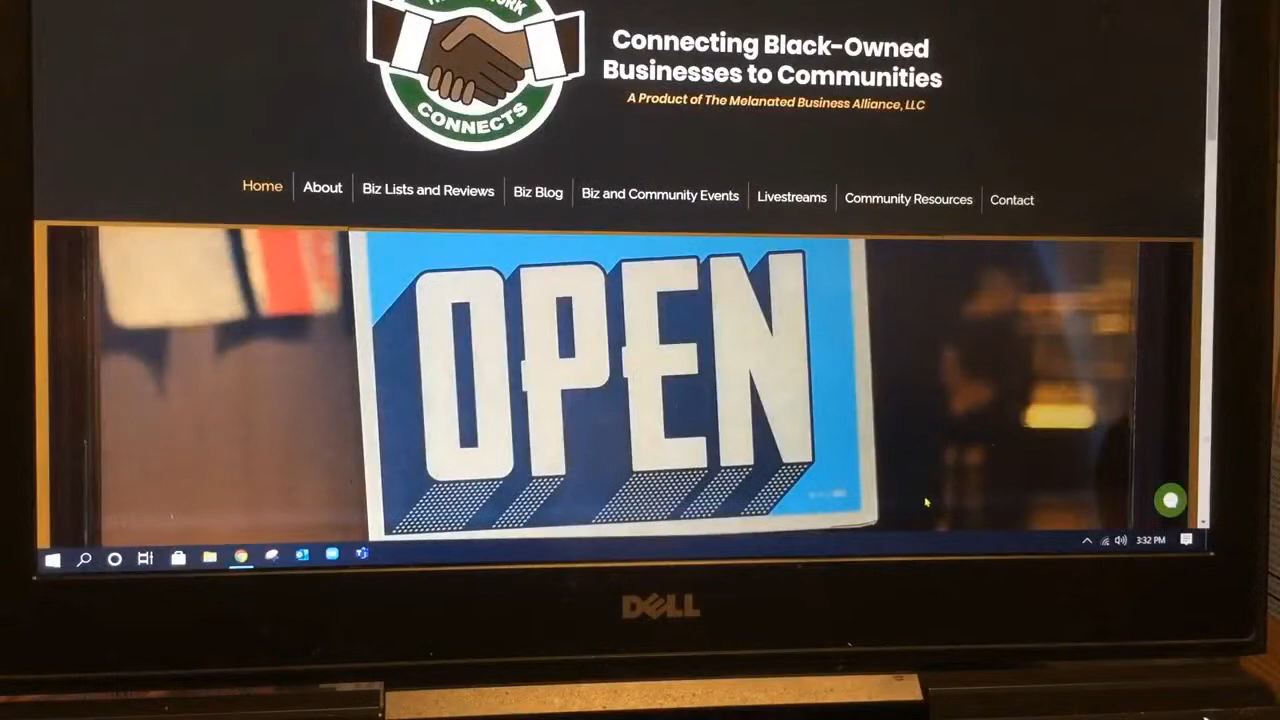 CONNECTS
Connecting Black-Owned
Businesses to Communities
A Product of The Melanated Business Alliance, LLC
Home
About
Biz Lists and Reviews
Biz Blog
Biz and Community Events
Livestreams
Community Resources
Contact
OPEN
3:32 PM
DELL